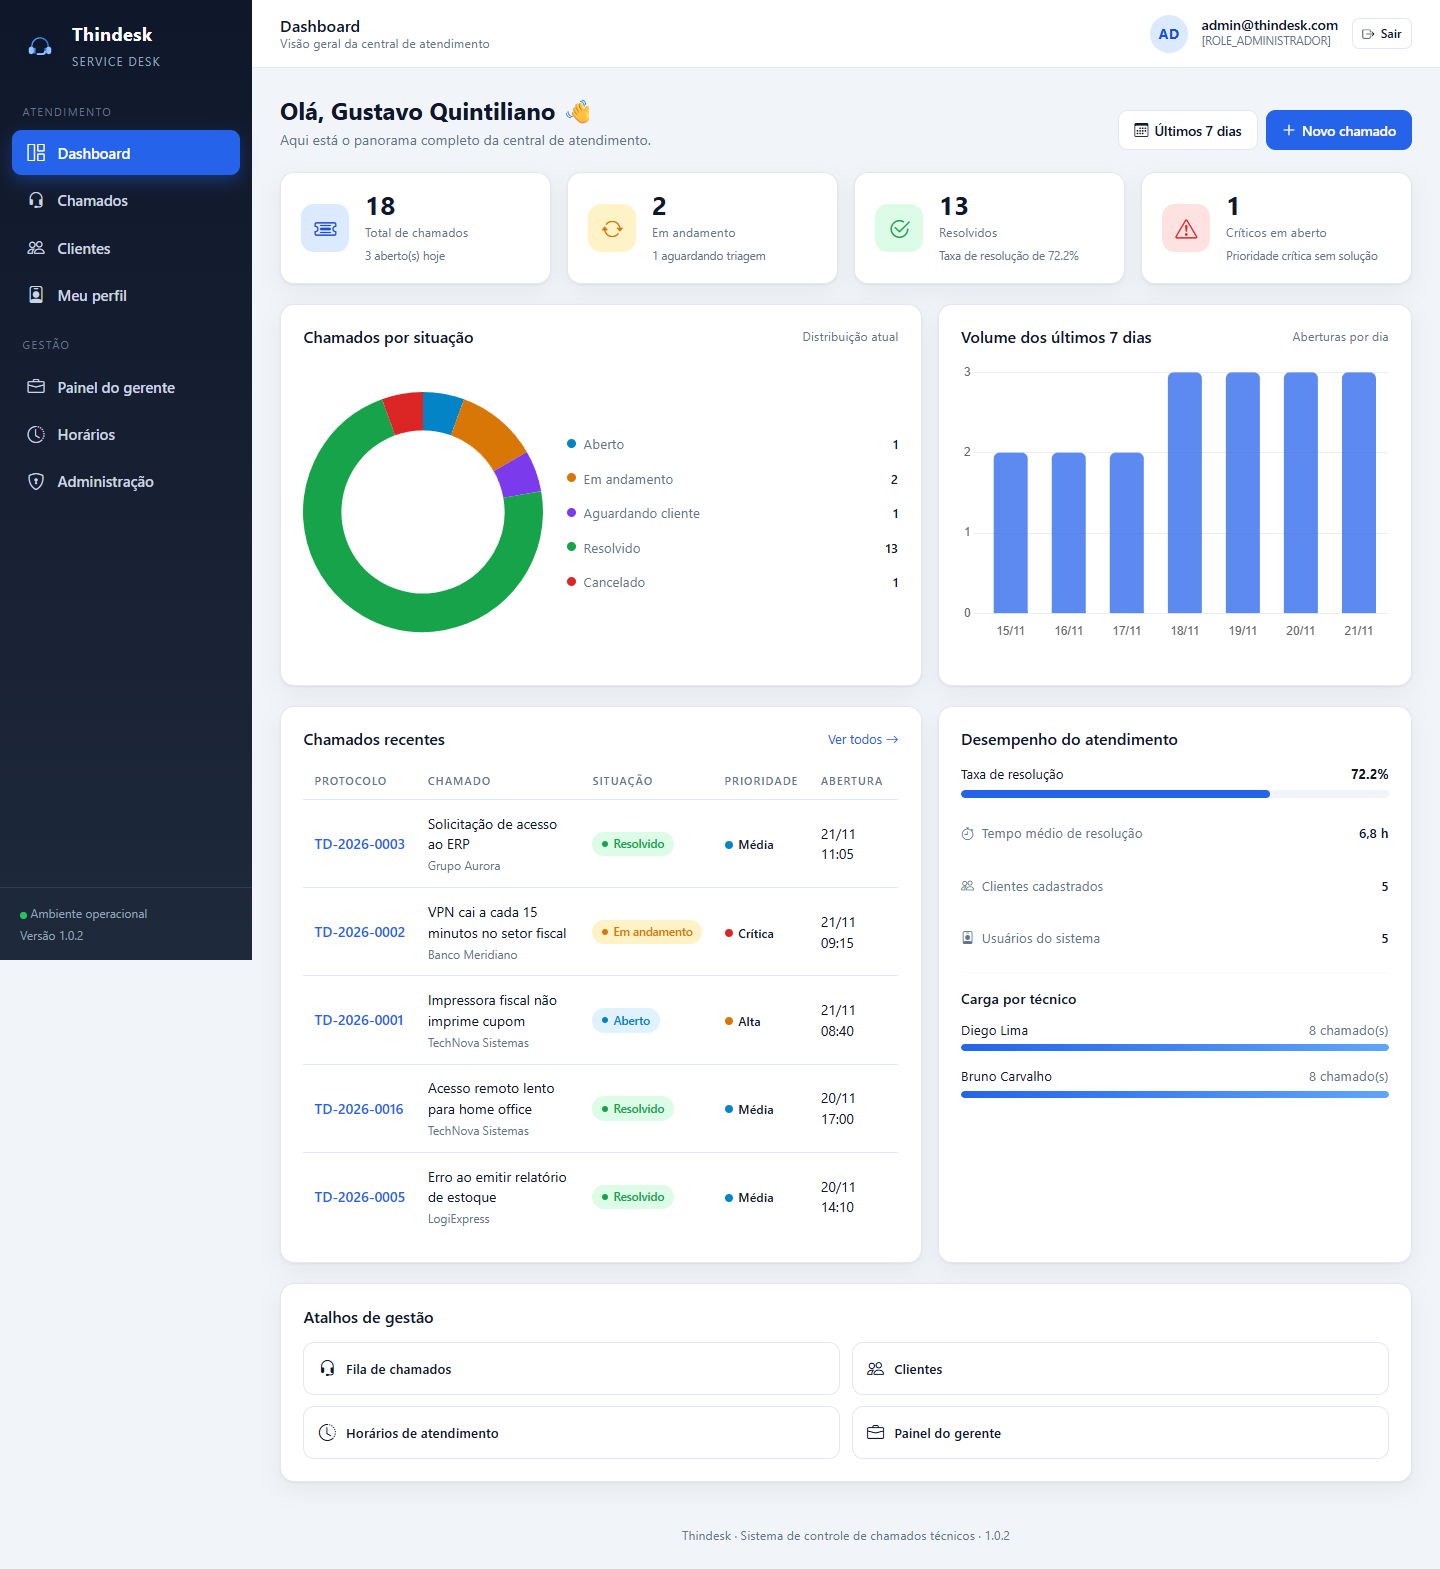 Thindesk
SERVICE DESK
ATENDIMENTO
Dashboard
Chamados
Clientes
Meu perfil
GESTÃO
Painel do gerente
Horários
Administração
Ambiente operacional
Versão 1.0.2
Dashboard
Visão geral da central de atendimento
AD
admin@thindesk.com
[ROLE_ADMINISTRADOR]
Sair
Olá, Gustavo Quintiliano 👋
Aqui está o panorama completo da central de atendimento.
Últimos 7 dias
Novo chamado
18
Total de chamados
3 aberto(s) hoje
2
Em andamento
1 aguardando triagem
13
Resolvidos
Taxa de resolução de 72.2%
1
Críticos em aberto
Prioridade crítica sem solução
Chamados por situação
Distribuição atual
Aberto 1
Em andamento 2
Aguardando cliente 1
Resolvido 13
Cancelado 1
Volume dos últimos 7 dias
Aberturas por dia
3
2
1
0
15/11 16/11 17/11 18/11 19/11 20/11 21/11
Chamados recentes
Ver todos →
PROTOCOLO CHAMADO SITUAÇÃO PRIORIDADE ABERTURA
TD-2026-0003
Solicitação de acesso
ao ERP
Grupo Aurora
Resolvido
Média
21/11
11:05
TD-2026-0002
VPN cai a cada 15
minutos no setor fiscal
Banco Meridiano
Em andamento
Crítica
21/11
09:15
TD-2026-0001
Impressora fiscal não
imprime cupom
TechNova Sistemas
Aberto
Alta
21/11
08:40
TD-2026-0016
Acesso remoto lento
para home office
TechNova Sistemas
Resolvido
Média
20/11
17:00
TD-2026-0005
Erro ao emitir relatório
de estoque
LogiExpress
Resolvido
Média
20/11
14:10
Desempenho do atendimento
Taxa de resolução 72.2%
Tempo médio de resolução 6,8 h
Clientes cadastrados 5
Usuários do sistema 5
Carga por técnico
Diego Lima 8 chamado(s)
Bruno Carvalho 8 chamado(s)
Atalhos de gestão
Fila de chamados
Clientes
Horários de atendimento
Painel do gerente
Thindesk · Sistema de controle de chamados técnicos · 1.0.2